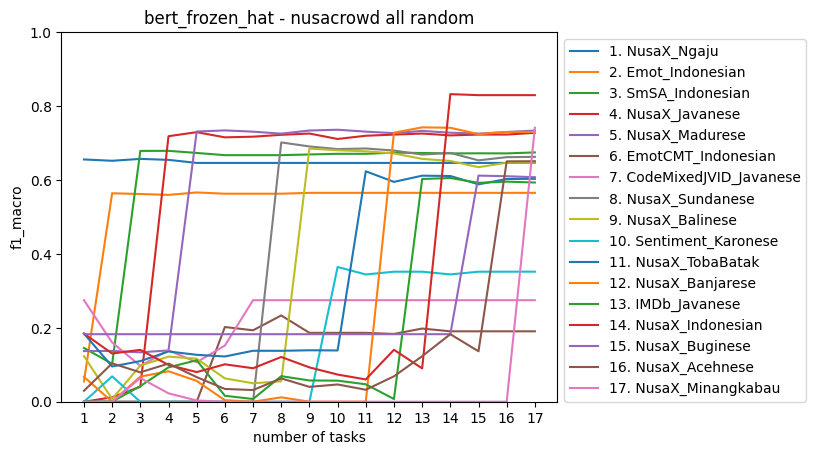 bert_frozen_hat - nusacrowd all random
f1_macro
1.0
0.8
0.6
0.4
0.2
0.0
1 2 3 4 5 6 7 8 9 10 11 12 13 14 15 16 17
number of tasks
1. NusaX_Ngaju
2. Emot_Indonesian
3. SmSA_Indonesian
4. NusaX_Javanese
5. NusaX_Madurese
6. EmotCMT_Indonesian
7. CodeMixedJVID_Javanese
8. NusaX_Sundanese
9. NusaX_Balinese
10. Sentiment_Karonese
11. NusaX_TobaBatak
12. NusaX_Banjarese
13. IMDb_Javanese
14. NusaX_Indonesian
15. NusaX_Buginese
16. NusaX_Acehnese
17. NusaX_Minangkabau